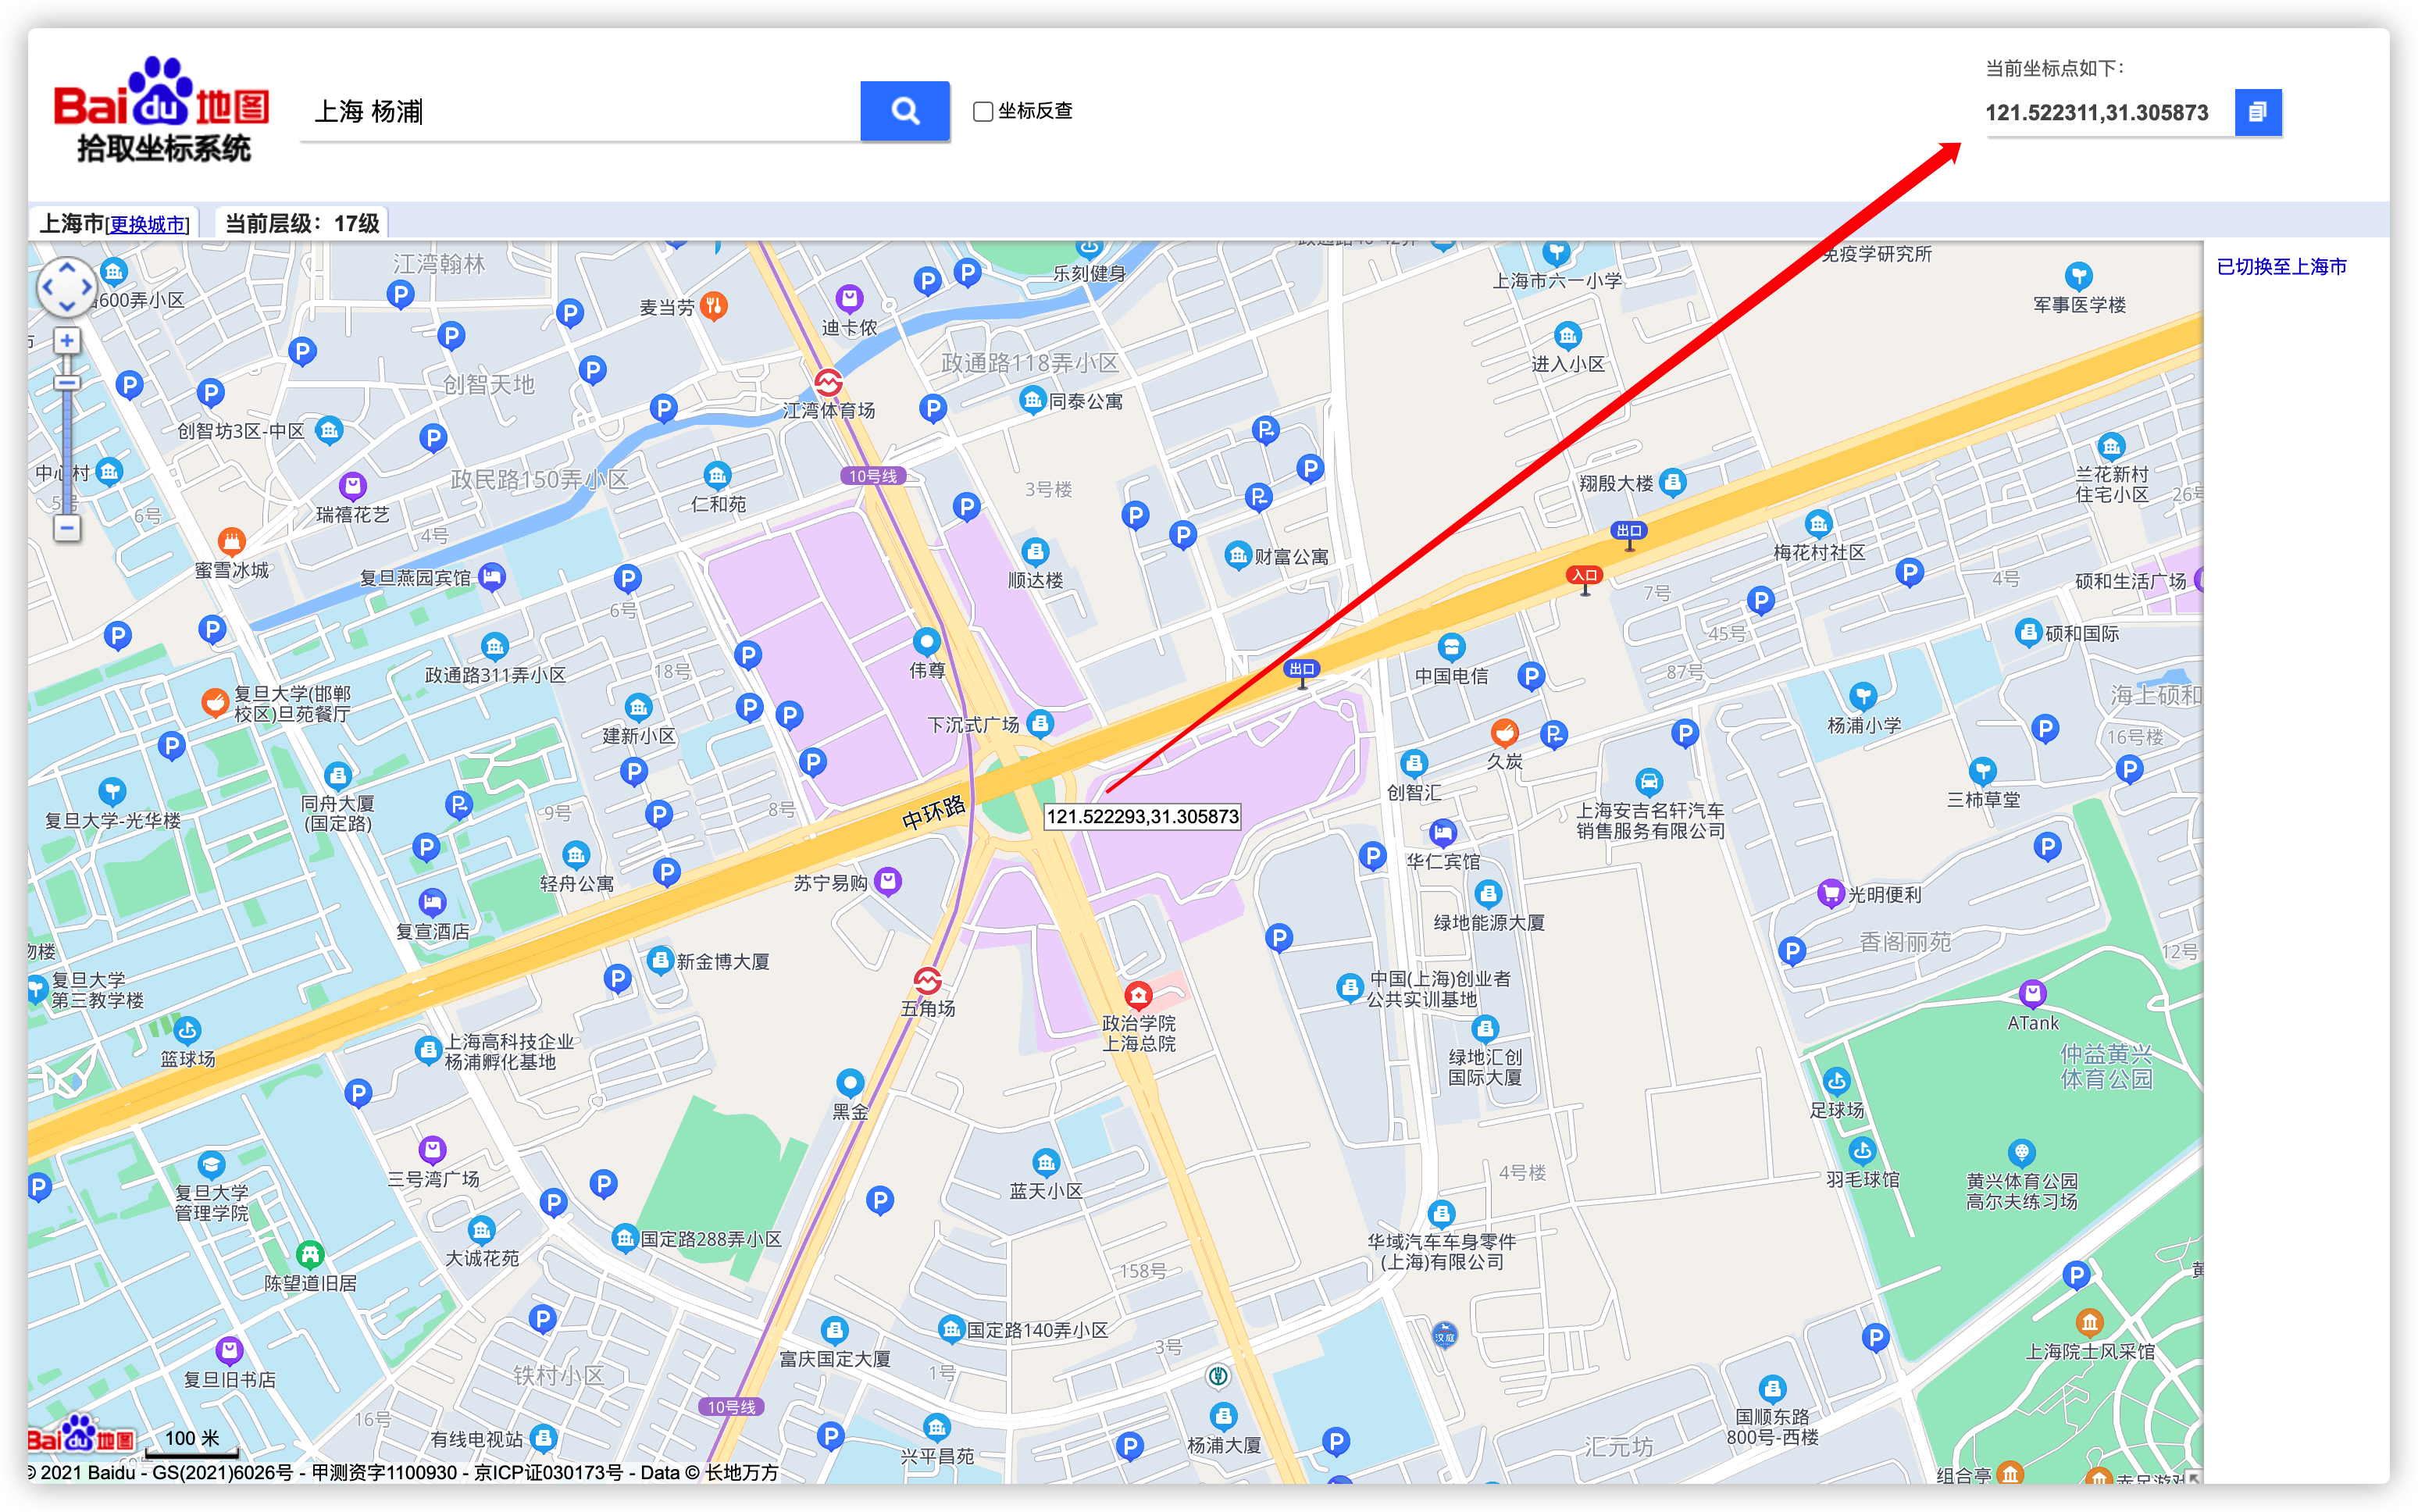 Baidu地图
拾取坐标系统
上海 杨浦
坐标反查
当前坐标点如下：
121.522311,31.305873
上海市[更换城市]
当前层级：17级
已切换至上海市
江湾翰林
600弄小区
麦当劳
迪卡侬
乐刻健身
上海市六一小学
免疫学研究所
军事医学楼
进入小区
创智天地
政通路118弄小区
同泰公寓
江湾体育场
创智坊3区-中区
中心村
5号
6号
瑞禧花艺
政民路150弄小区
仁和苑
10号线
3号楼
4号
翔殷大楼
兰花新村
住宅小区
26号
出口
梅花村社区
蜜雪冰城
复旦燕园宾馆
顺达楼
财富公寓
入口
7号
4号
硕和生活广场
6号
45号
硕和国际
政通路311弄小区
18号
伟尊
出口
中国电信
87号
复旦大学(邯郸
校区)旦苑餐厅
建新小区
下沉式广场
杨浦小学
海上硕和
16号楼
久炭
同舟大厦
(国定路)
复旦大学-光华楼
9号
8号
中环路
121.522293,31.305873
创智汇
上海安吉名轩汽车
销售服务有限公司
三柿草堂
华仁宾馆
轻舟公寓
苏宁易购
光明便利
绿地能源大厦
复宣酒店
香阁丽苑
12号
物楼
新金博大厦
复旦大学
第三教学楼
中国(上海)创业者
公共实训基地
五角场
政治学院
上海总院
ATank
篮球场
上海高科技企业
杨浦孵化基地
绿地汇创
国际大厦
仲益黄兴
体育公园
黑金
足球场
三号湾广场
蓝天小区
4号楼
羽毛球馆
黄兴体育公园
高尔夫练习场
复旦大学
管理学院
大诚花苑
国定路288弄小区
华域汽车车身零件
(上海)有限公司
陈望道旧居
158号
国定路140弄小区
汉庭
富庆国定大厦
3号
上海院士风采馆
复旦旧书店
铁村小区
1号
10号线
16号
国顺东路
800号-西楼
Baidu地图
100 米
有线电视站
兴平昌苑
杨浦大厦
汇元坊
组合亭
© 2021 Baidu - GS(2021)6026号 - 甲测资字1100930 - 京ICP证030173号 - Data © 长地万方